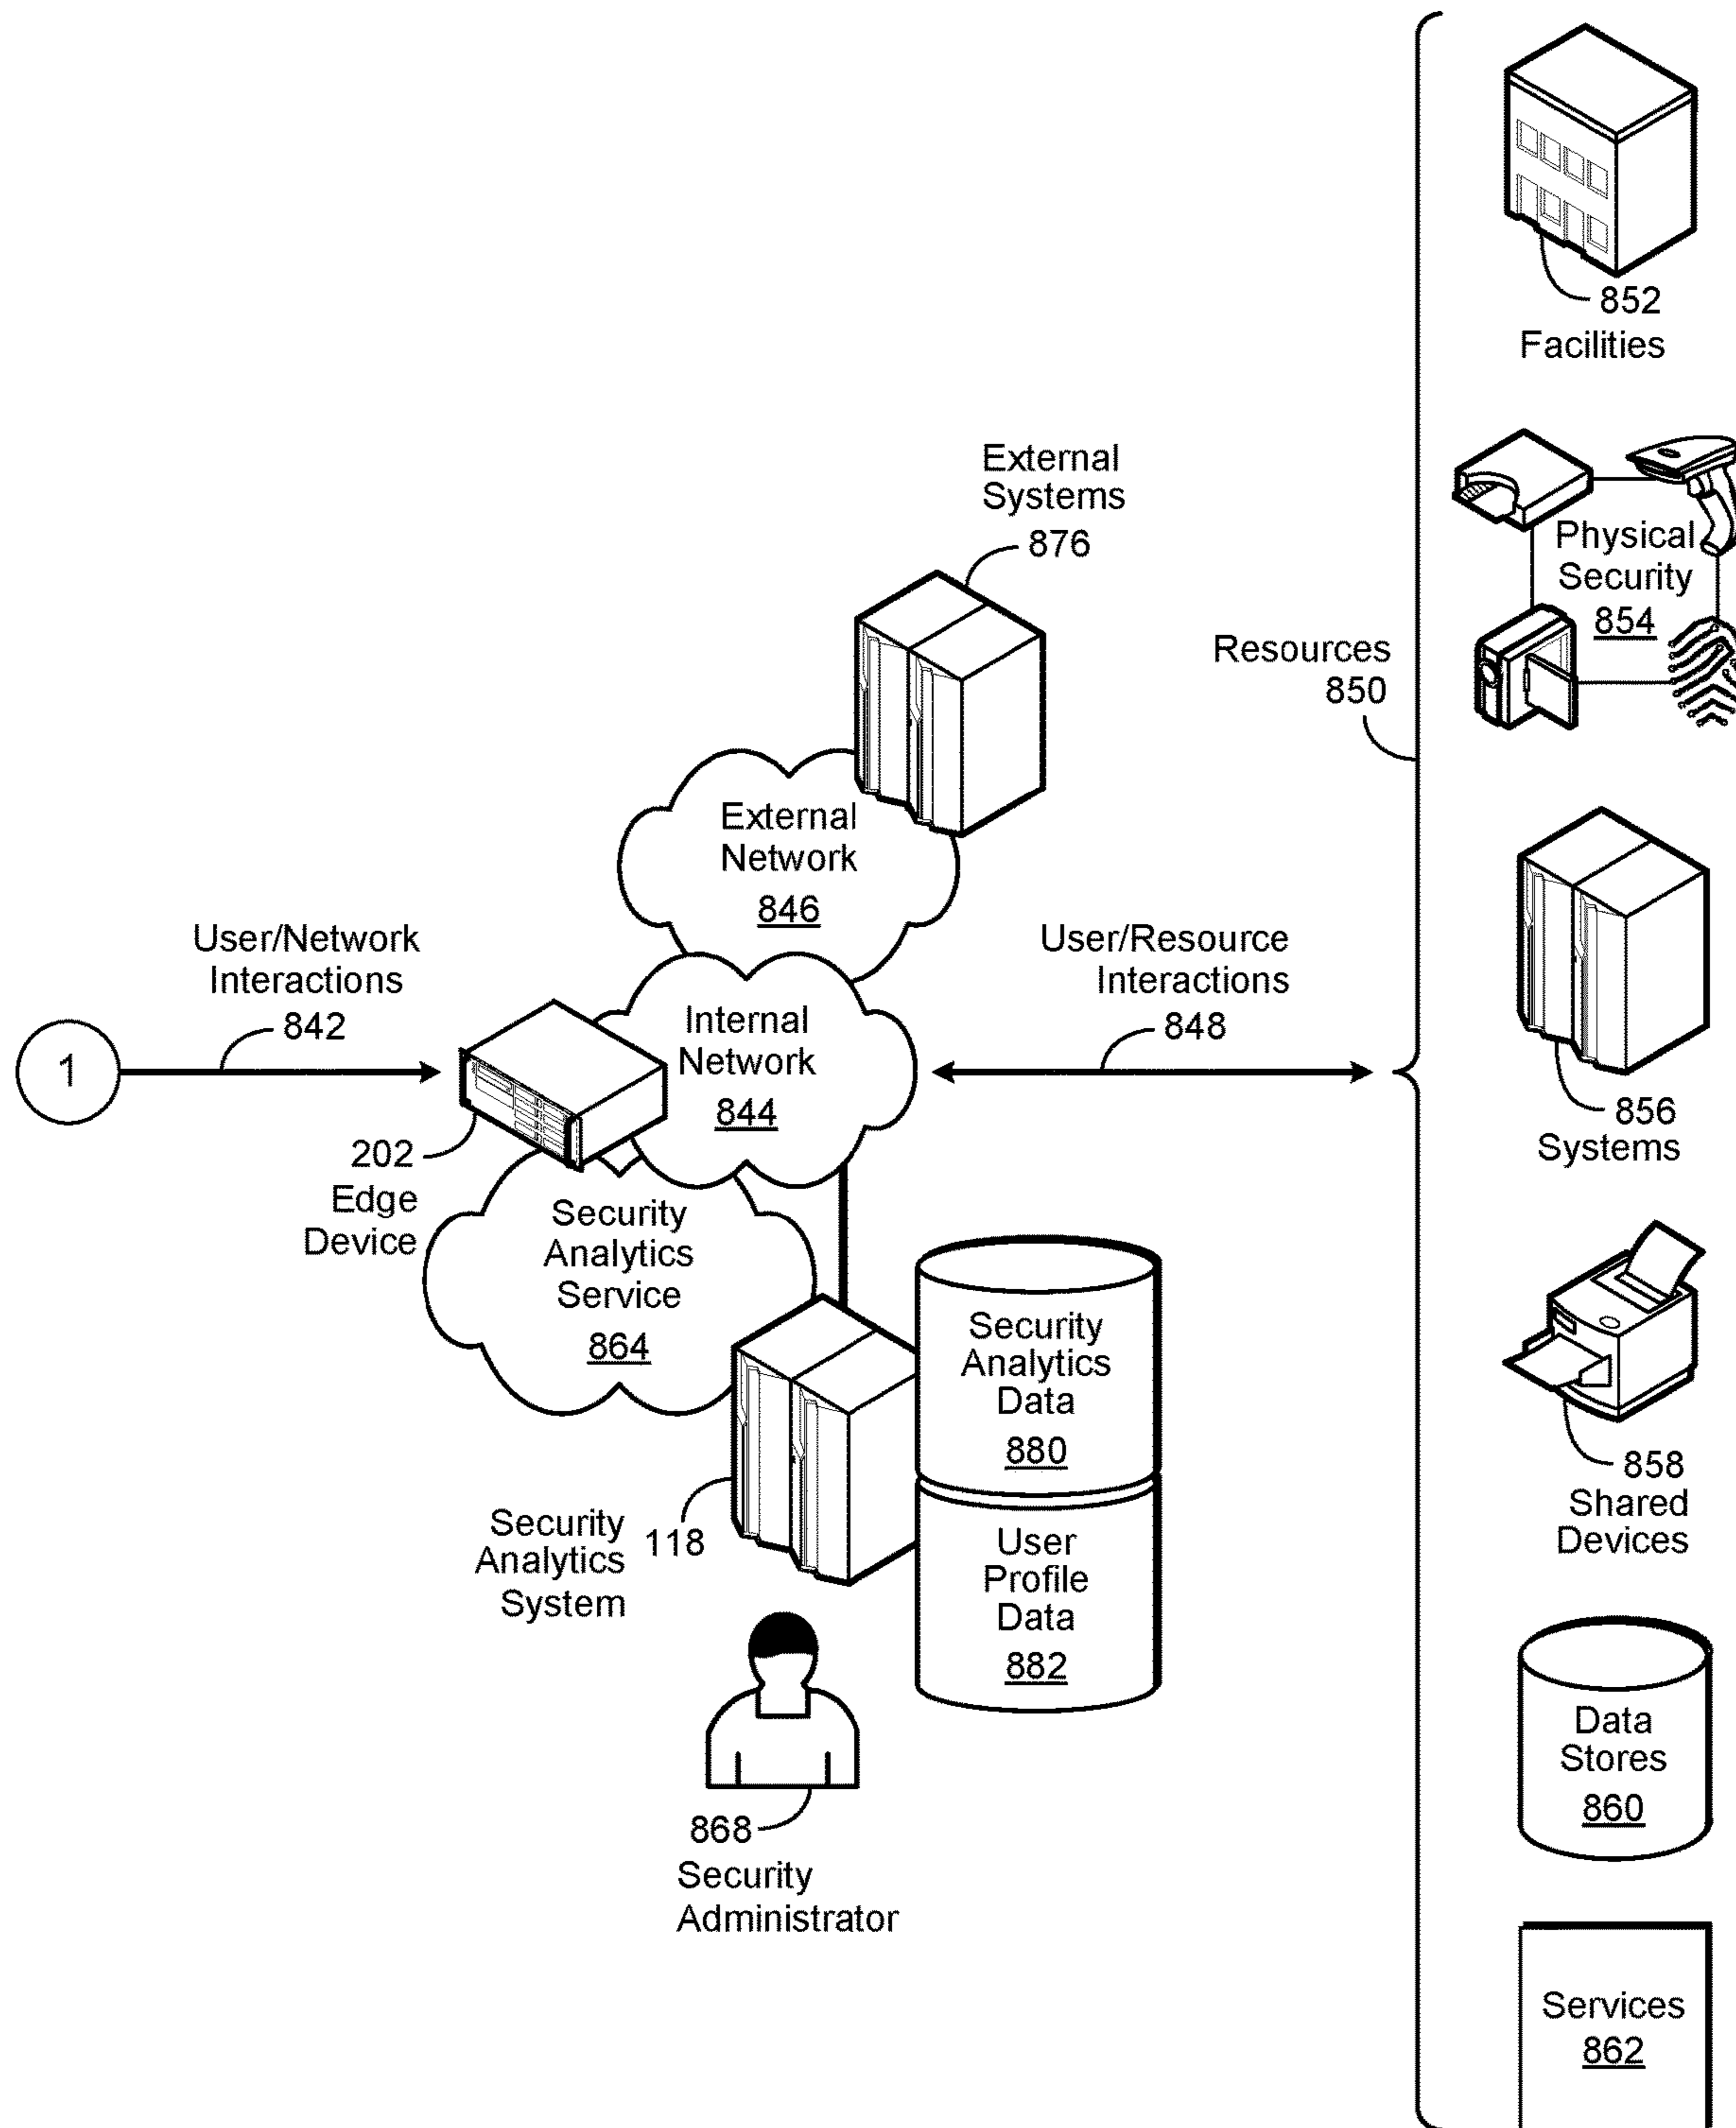 852
Facilities
External
Systems
876
Physical
Security
854
Resources
850
External
Network
846
User/Network
Interactions
842
User/Resource
Interactions
848
1
Internal
Network
844
202
Edge
Device
856
Systems
Security
Analytics
Service
864
Security
Analytics
Data
880
858
Shared
Devices
Security
Analytics
System
118
User
Profile
Data
882
Data
Stores
860
868
Security
Administrator
Services
862